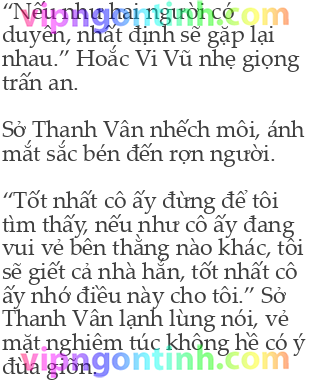 “Nếu như hai người có
duyên, nhất định sẽ gặp lại
nhau.” Hoắc Vi Vũ nhẹ giọng
trấn an.
Sở Thanh Vân nhếch môi, ánh
mắt sắc bén đến rợn người.
“Tốt nhất cô ấy đừng để tôi
tìm thấy, nếu như cô ấy đang
vui vẻ bên thằng nào khác, tôi
sẽ giết cả nhà hắn, tốt nhất cô
ấy nhớ điều này cho tôi.” Sở
Thanh Vân lạnh lùng nói, vẻ
mặt nghiêm túc không hề có ý
đùa giỡn.
vipngontinh.com
vipngontinh.com